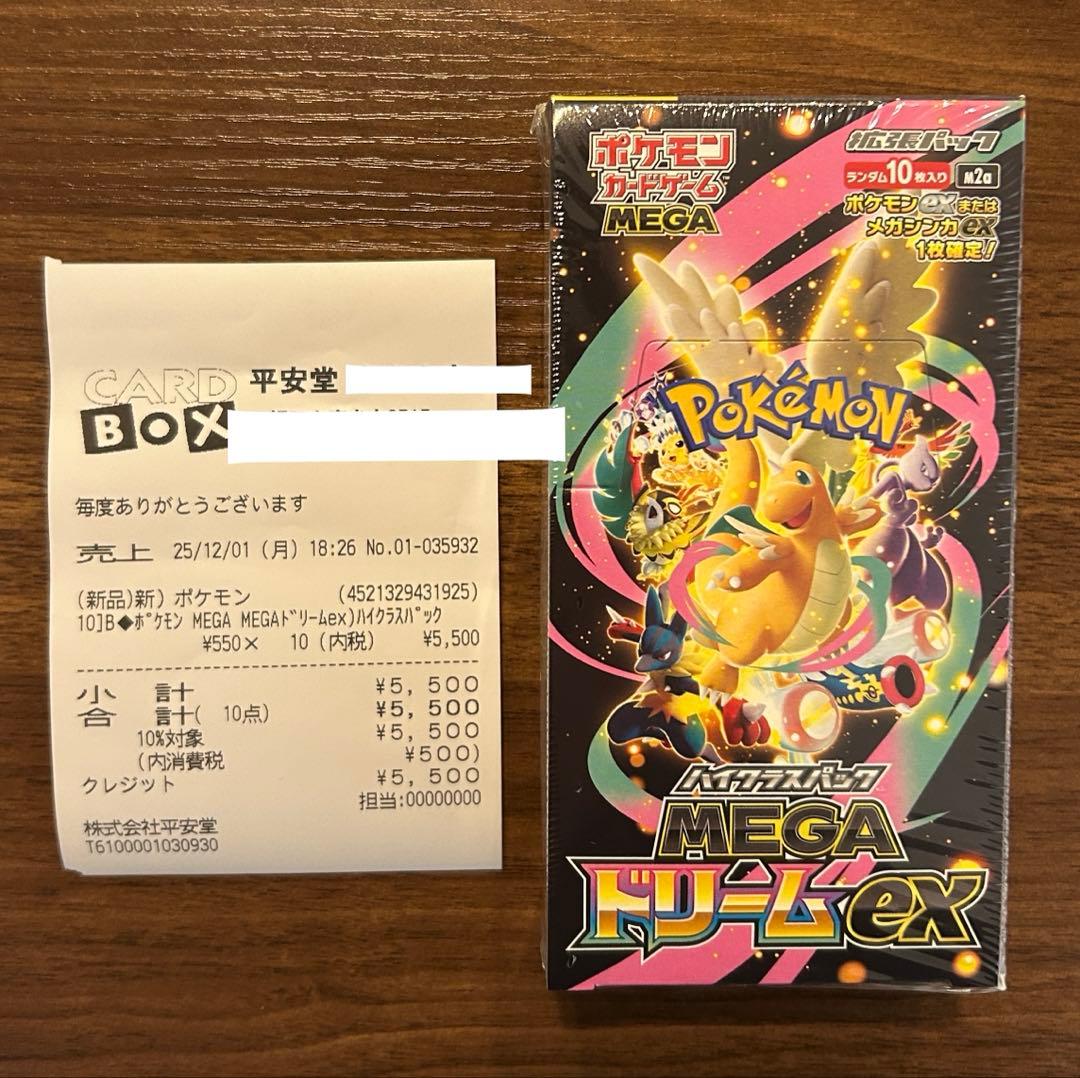 CARD
BOX
平安堂
毎度ありがとうございます
売上 25/12/01 (月) 18:26 No.01-035932
(新品)新) ポケモン (4521329431925)
10]B◆ポケモン MEGA MEGAドリームex)ハイクラスパック
¥550× 10 (内税) ¥5,500
小 計 ¥5,500
合 計( 10点) ¥5,500
10%対象 ¥5,500
(内消費税 ¥500)
クレジット ¥5,500
担当:00000000
株式会社平安堂
T6100001030930
ポケモン
カードゲーム
MEGA
拡張パック
ランダム10枚入り M2a
ポケモンexまたは
メガシンカex
1枚確定!
POKéMON
ハイクラスパック
MEGA
ドリームex